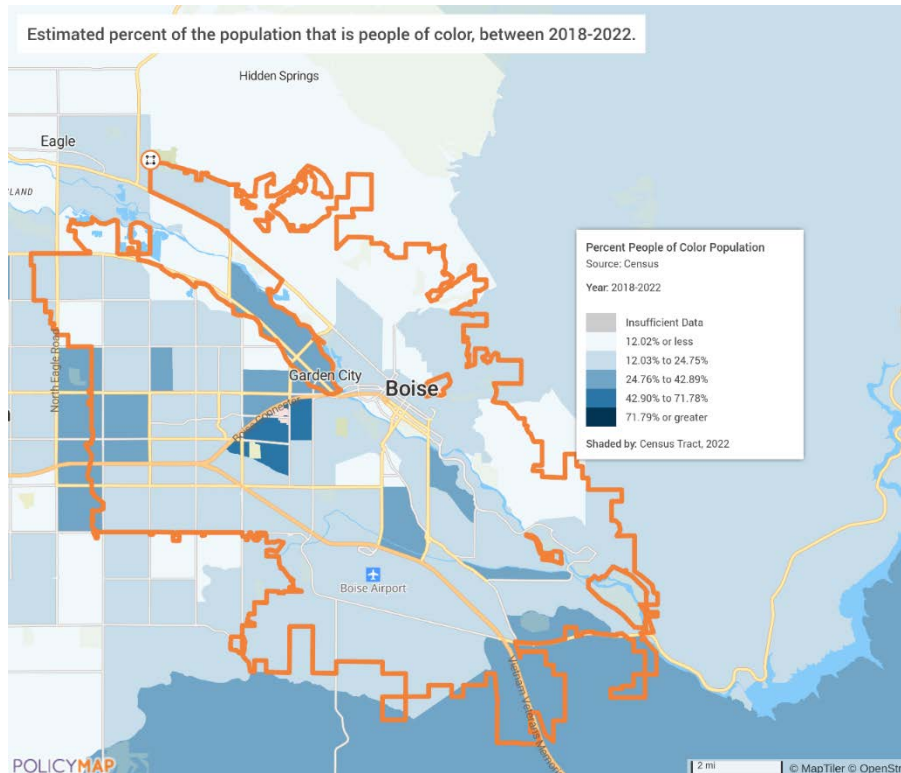 Estimated percent of the population that is people of color, between 2018-2022.
Hidden Springs
Eagle
LAND
North Eagle Road
Garden City
Boise
Boise Airport
Percent People of Color Population
Source: Census
Year: 2018-2022
Insufficient Data
12.02% or less
12.03% to 24.75%
24.76% to 42.89%
42.90% to 71.78%
71.79% or greater
Shaded by: Census Tract, 2022
Vietnam Veterans Memo
POLICYMAP
2 mi
© MapTiler © OpenStr